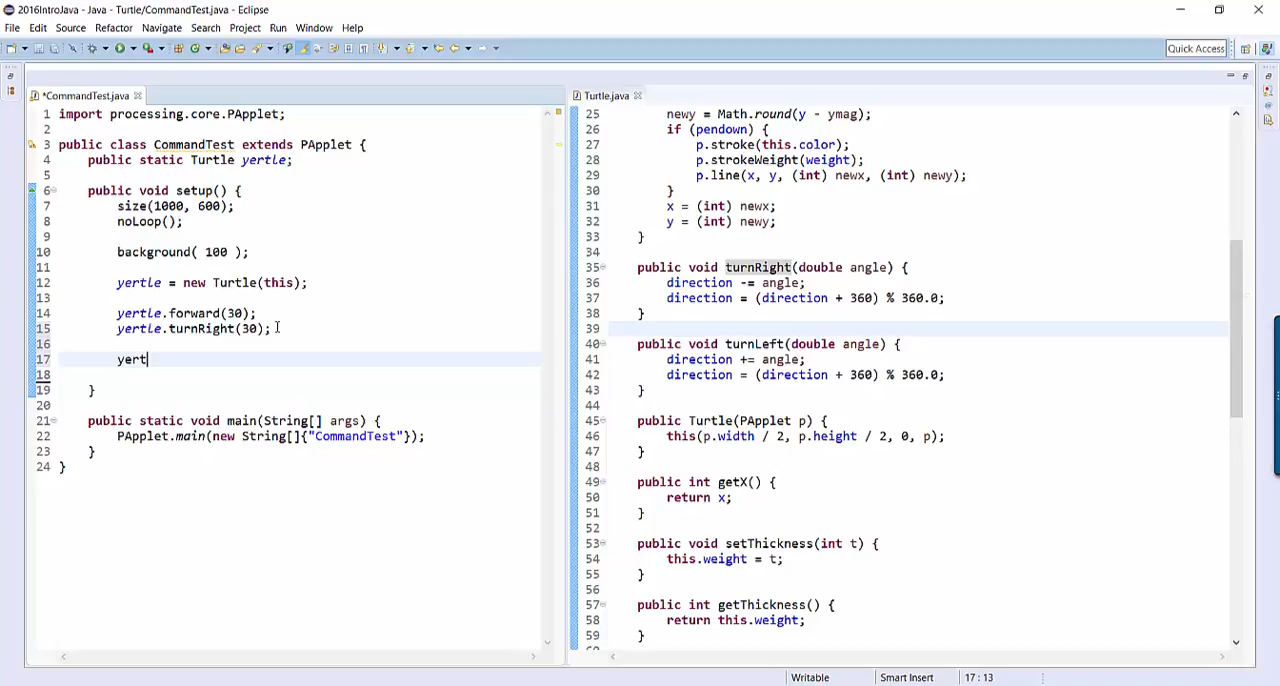 2016IntroJava - Java - Turtle/CommandTest.java - Eclipse
File Edit Source Refactor Navigate Search Project Run Window Help
Quick Access
*CommandTest.java
1 import processing.core.PApplet;
2
3 public class CommandTest extends PApplet {
4 public static Turtle yertle;
5
6 public void setup() {
7 size(1000, 600);
8 noLoop();
9
10 background( 100 );
11
12 yertle = new Turtle(this);
13
14 yertle.forward(30);
15 yertle.turnRight(30);
16
17 yert
18
19 }
20
21 public static void main(String[] args) {
22 PApplet.main(new String[]{"CommandTest"});
23 }
24 }
Turtle.java
25 newy = Math.round(y - ymag);
26 if (pendown) {
27 p.stroke(this.color);
28 p.strokeWeight(weight);
29 p.line(x, y, (int) newx, (int) newy);
30 }
31 x = (int) newx;
32 y = (int) newy;
33 }
34
35 public void turnRight(double angle) {
36 direction -= angle;
37 direction = (direction + 360) % 360.0;
38 }
39
40 public void turnLeft(double angle) {
41 direction += angle;
42 direction = (direction + 360) % 360.0;
43 }
44
45 public Turtle(PApplet p) {
46 this(p.width / 2, p.height / 2, 0, p);
47 }
48
49 public int getX() {
50 return x;
51 }
52
53 public void setThickness(int t) {
54 this.weight = t;
55 }
56
57 public int getThickness() {
58 return this.weight;
59 }
Writable Smart Insert 17 : 13